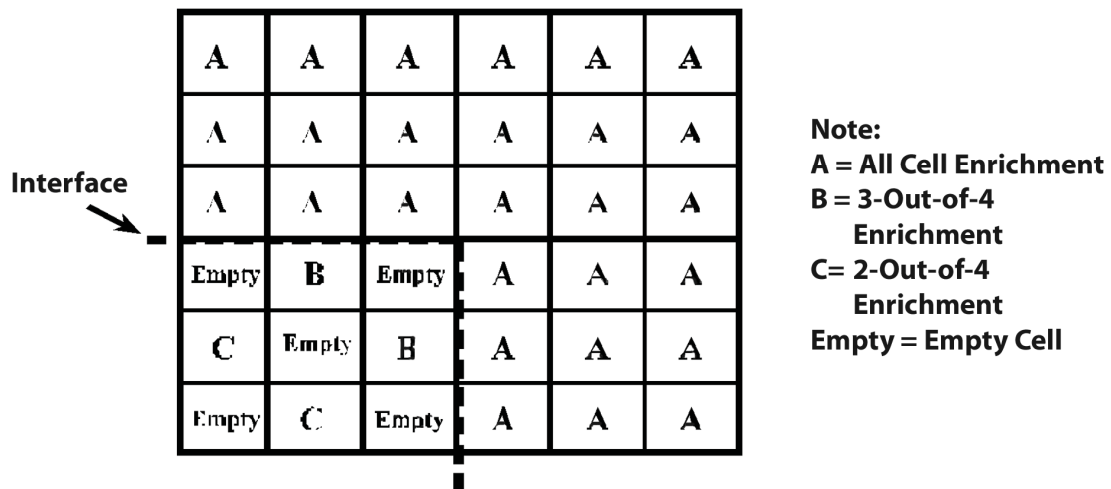 A A A A A A
A A A A A A
A A A A A A
Interface
Empty B Empty A A A
C Empty B A A A
Empty C Empty A A A
Note:
A = All Cell Enrichment
B = 3-Out-of-4
Enrichment
C= 2-Out-of-4
Enrichment
Empty = Empty Cell